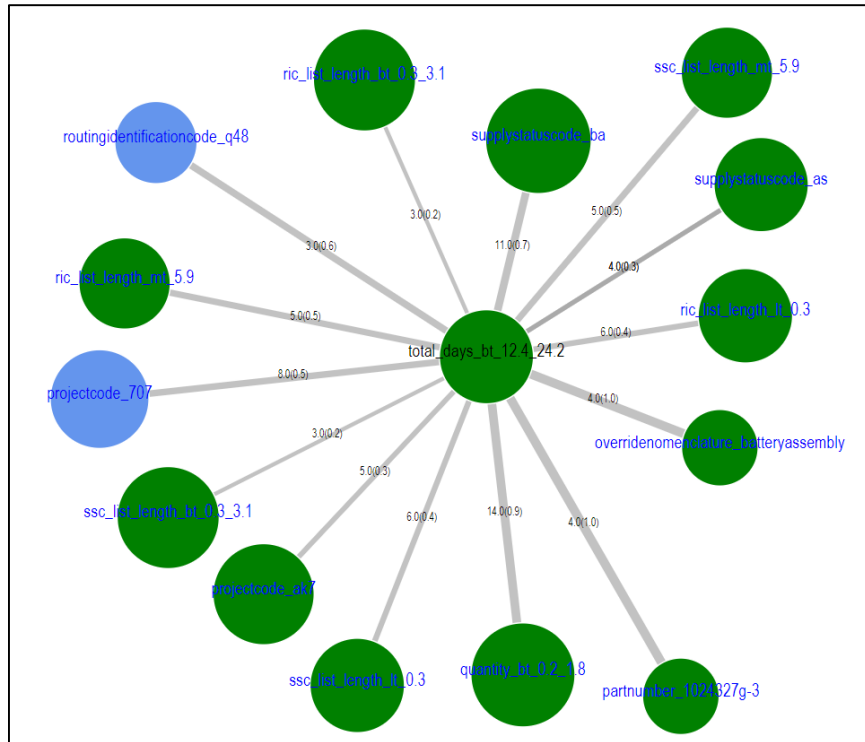 ric_list_length_bt_0.3_3.1
ssc_list_length_mt_5.9
routingidentificationcode_q48
supplystatuscode_ba
supplystatuscode_as
3.0(0.2)
5.0(0.5)
3.0(0.6)
11.0(0.7)
4.0(0.3)
ric_list_length_mt_5.9
5.0(0.5)
ric_list_length_lt_0.3
6.0(0.4)
total_days_bt_12.4_24.2
projectcode_707
8.0(0.5)
4.0(1.0)
3.0(0.2)
overridenomenclature_batteryassembly
5.0(0.3)
ssc_list_length_bt_0.3_3.1
6.0(0.4)
14.0(0.9)
4.0(1.0)
projectcode_ak7
ssc_list_length_lt_0.3
quantity_bt_0.2_1.8
partnumber_1024327g-3